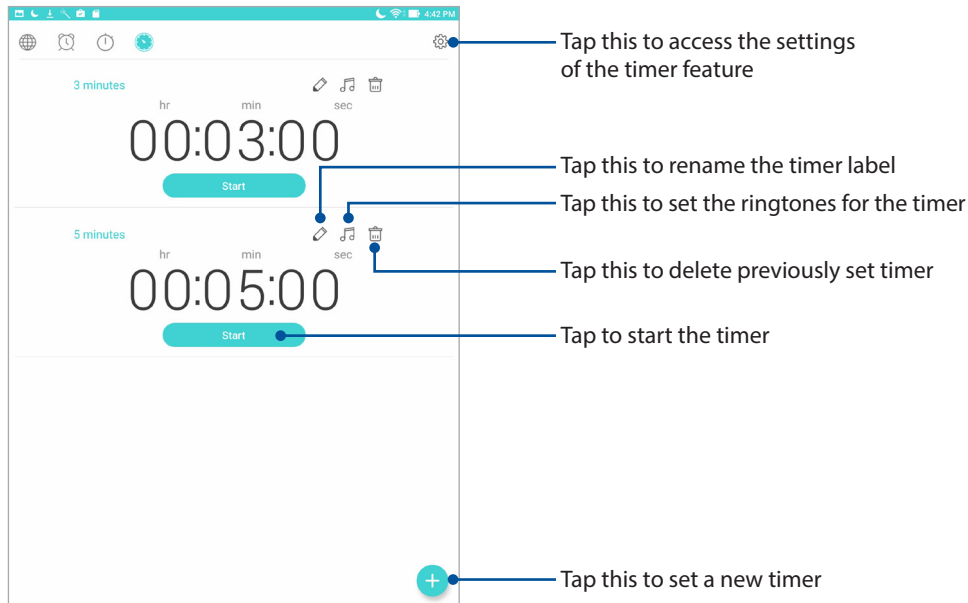 4:42 PM
Tap this to access the settings
of the timer feature
3 minutes
hr min sec
00:03:00
Start
Tap this to rename the timer label
Tap this to set the ringtones for the timer
5 minutes
hr min sec
00:05:00
Tap this to delete previously set timer
Start
Tap to start the timer
Tap this to set a new timer